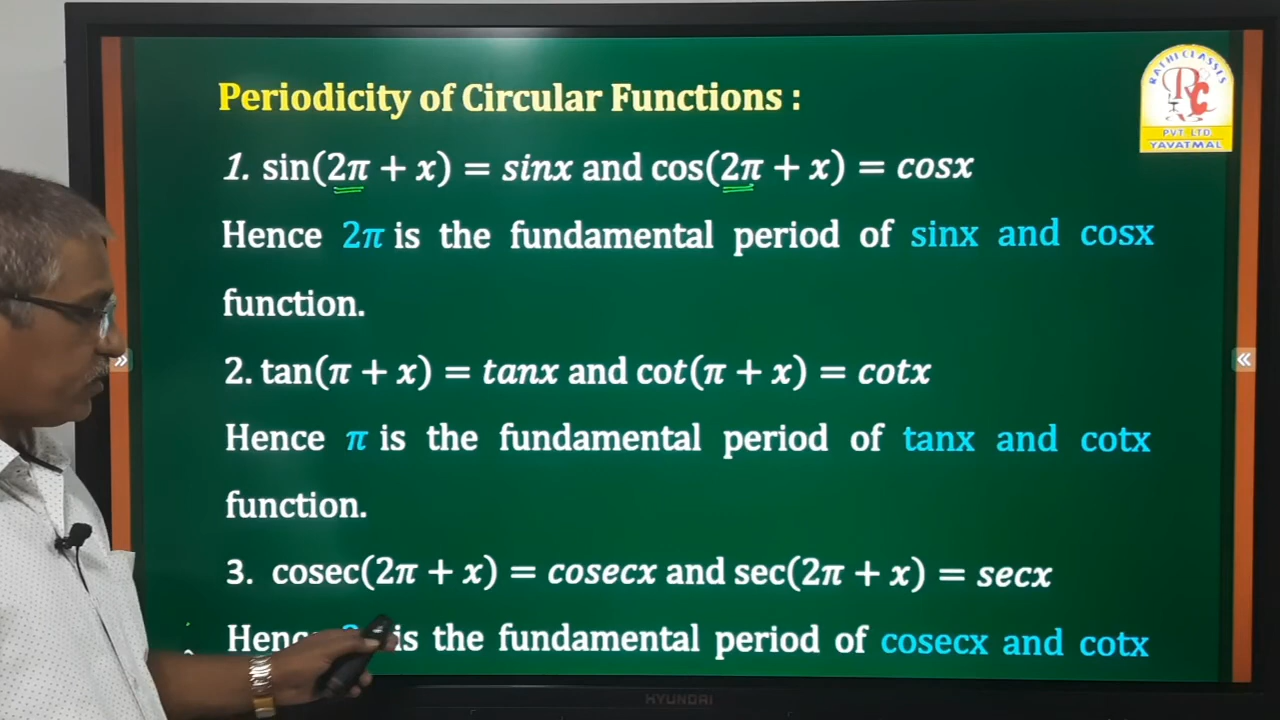 Periodicity of Circular Functions :
1. sin(2π + x) = sinx and cos(2π + x) = cosx
Hence 2π is the fundamental period of sinx and cosx
function.
2. tan(π + x) = tanx and cot(π + x) = cotx
Hence π is the fundamental period of tanx and cotx
function.
3. cosec(2π + x) = cosecx and sec(2π + x) = secx
is the fundamental period of cosecx and cotx
RATHI CLASSES
PVT. LTD.
YAVATMAL
HYUNDAI